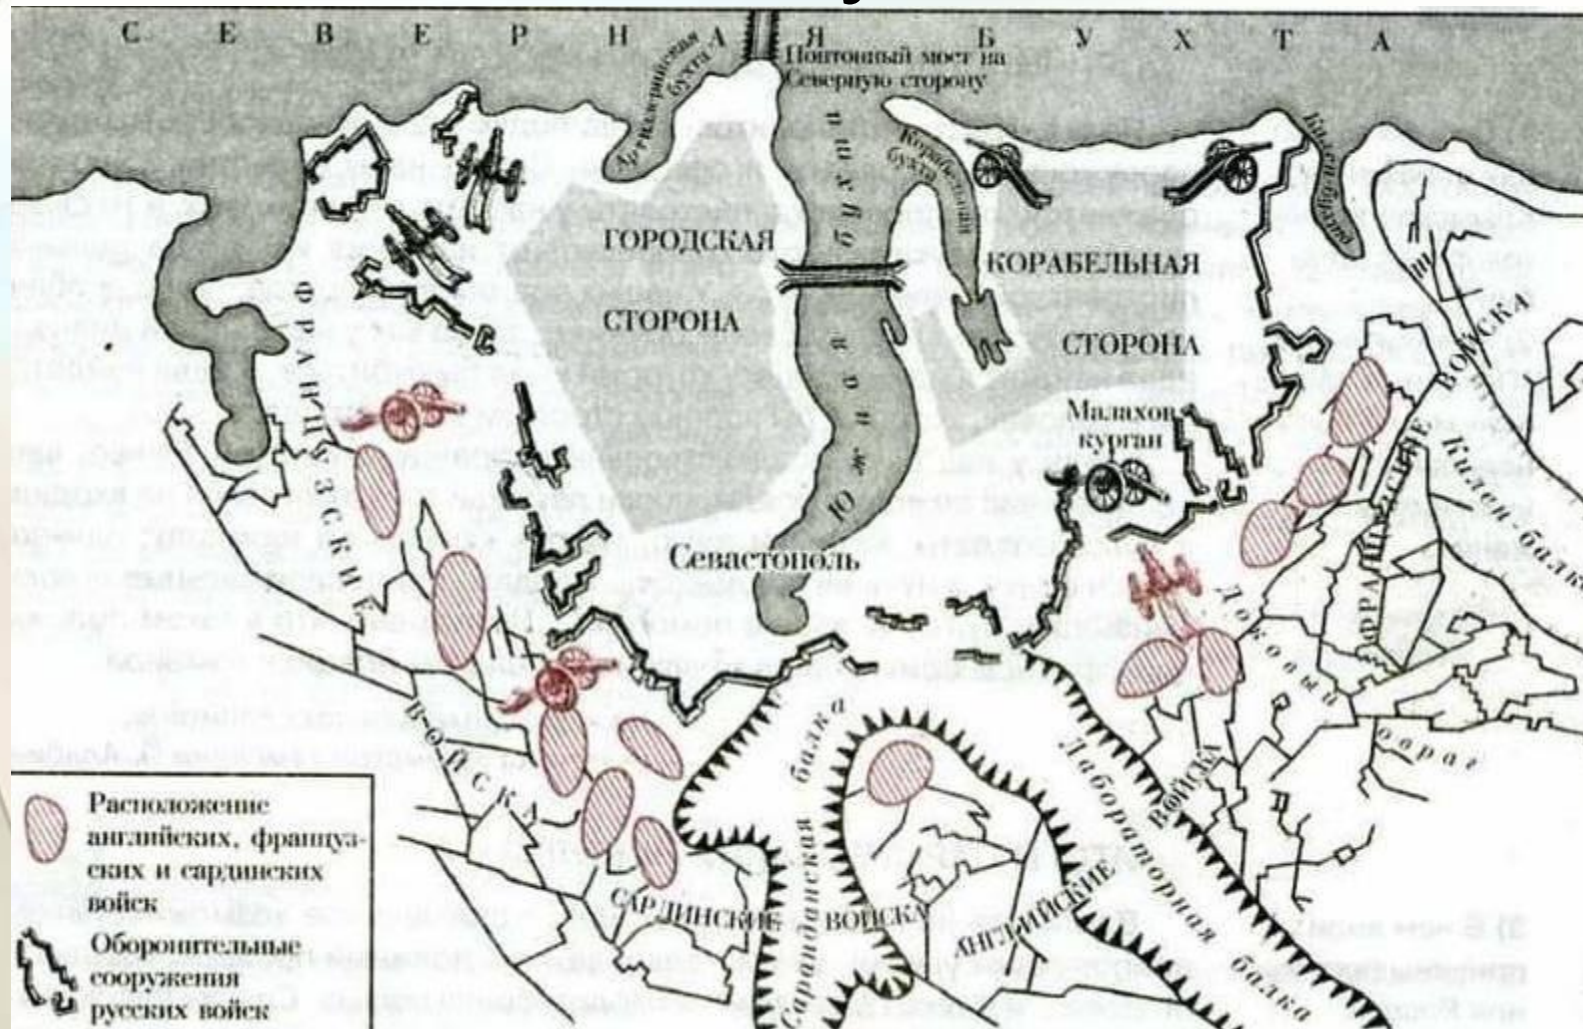 СЕВЕРНАЯ БУХТА
Артиллерийская
бухта
Понтонный мост на
Северную сторону
Корабельная
бухта
Килен-
Южная бухта
ГОРОДСКАЯ
СТОРОНА
КОРАБЕЛЬНАЯ
СТОРОНА
Малахов
курган
Севастополь
ФРАНЦУЗСКИЕ
ВОЙСКА
ФРАНЦУЗСКИЕ
ВОЙСКА
Килен-балка
Доковый
овраг
Лабораторная балка
Сарандинская балка
САРДИНСКИЕ ВОЙСКА
АНГЛИЙСКИЕ
ВОЙСКА
Расположение
английских, француз-
ских и сардинских
войск
Оборонительные
сооружения
русских войск